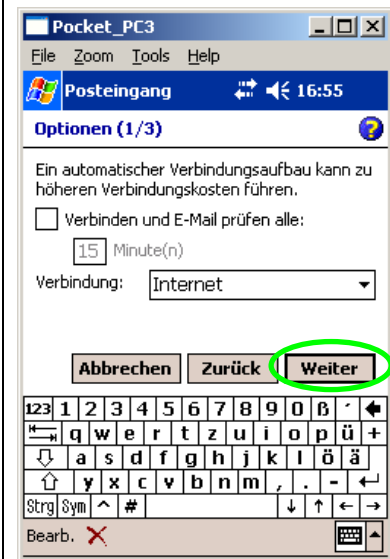 Pocket_PC3
File Zoom Tools Help
Posteingang 16:55
Optionen (1/3)
Ein automatischer Verbindungsaufbau kann zu
höheren Verbindungskosten führen.
Verbinden und E-Mail prüfen alle:
15 Minute(n)
Verbindung: Internet
Abbrechen Zurück Weiter
123 1 2 3 4 5 6 7 8 9 0 ß ´
q w e r t z u i o p ü +
a s d f g h j k l ö ä
y x c v b n m , . -
Strg Sym ^ # ↓ ↑ ← →
Bearb.